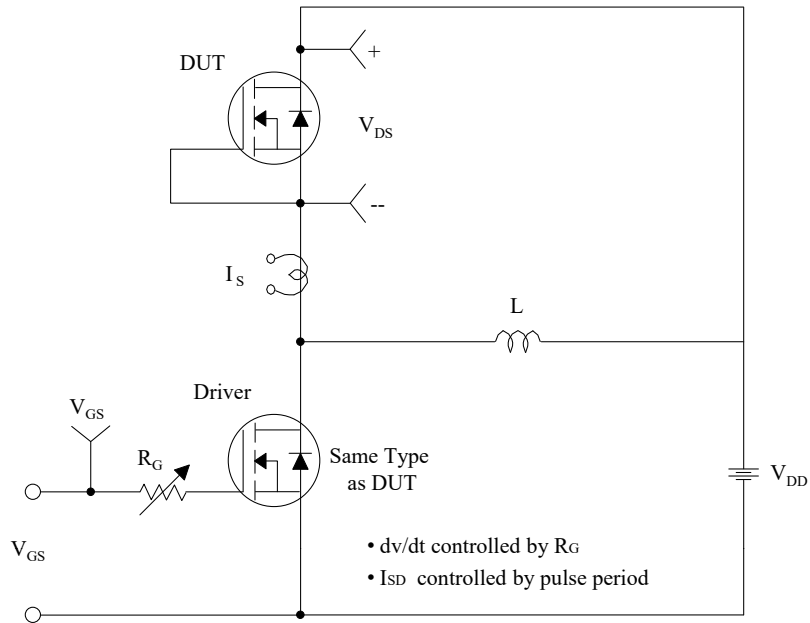 DUT
+
VDS
--
IS
L
Driver
VGS
RG
Same Type
as DUT
VDD
VGS
• dv/dt controlled by RG
• ISD controlled by pulse period